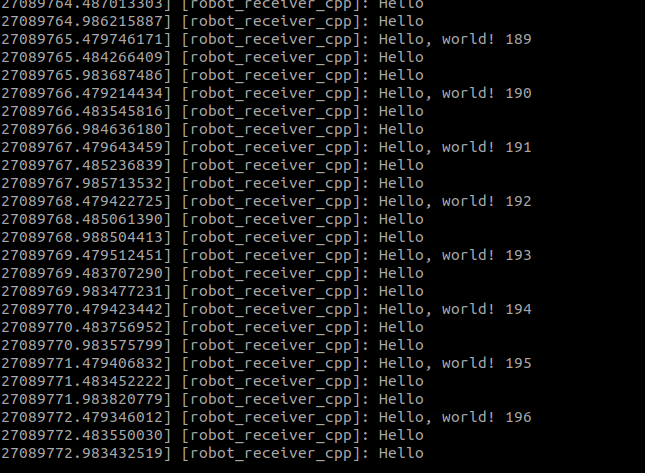 27089764.487013303] [robot_receiver_cpp]: Hello
27089764.986215887] [robot_receiver_cpp]: Hello
27089765.479746171] [robot_receiver_cpp]: Hello, world! 189
27089765.484266409] [robot_receiver_cpp]: Hello
27089765.983687486] [robot_receiver_cpp]: Hello
27089766.479214434] [robot_receiver_cpp]: Hello, world! 190
27089766.483545816] [robot_receiver_cpp]: Hello
27089766.984636180] [robot_receiver_cpp]: Hello
27089767.479643459] [robot_receiver_cpp]: Hello, world! 191
27089767.485236839] [robot_receiver_cpp]: Hello
27089767.985713532] [robot_receiver_cpp]: Hello
27089768.479422725] [robot_receiver_cpp]: Hello, world! 192
27089768.485061390] [robot_receiver_cpp]: Hello
27089768.988504413] [robot_receiver_cpp]: Hello
27089769.479512451] [robot_receiver_cpp]: Hello, world! 193
27089769.483707290] [robot_receiver_cpp]: Hello
27089769.983477231] [robot_receiver_cpp]: Hello
27089770.479423442] [robot_receiver_cpp]: Hello, world! 194
27089770.483756952] [robot_receiver_cpp]: Hello
27089770.983575799] [robot_receiver_cpp]: Hello
27089771.479406832] [robot_receiver_cpp]: Hello, world! 195
27089771.483452222] [robot_receiver_cpp]: Hello
27089771.983820779] [robot_receiver_cpp]: Hello
27089772.479346012] [robot_receiver_cpp]: Hello, world! 196
27089772.483550030] [robot_receiver_cpp]: Hello
27089772.983432519] [robot_receiver_cpp]: Hello